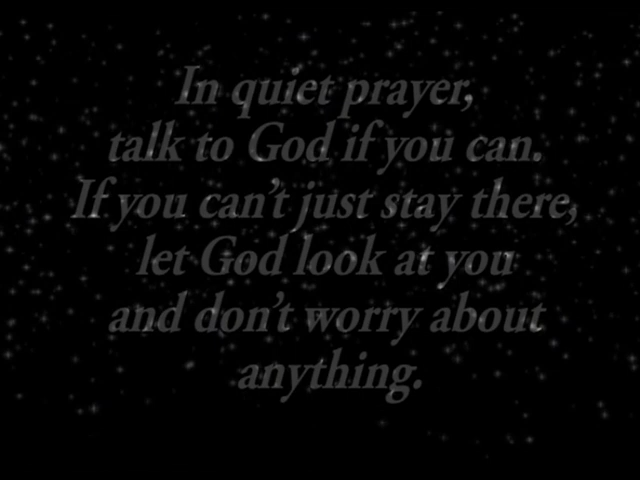 In quiet prayer,
talk to God if you can.
If you can't just stay there,
let God look at you
and don't worry about
anything.